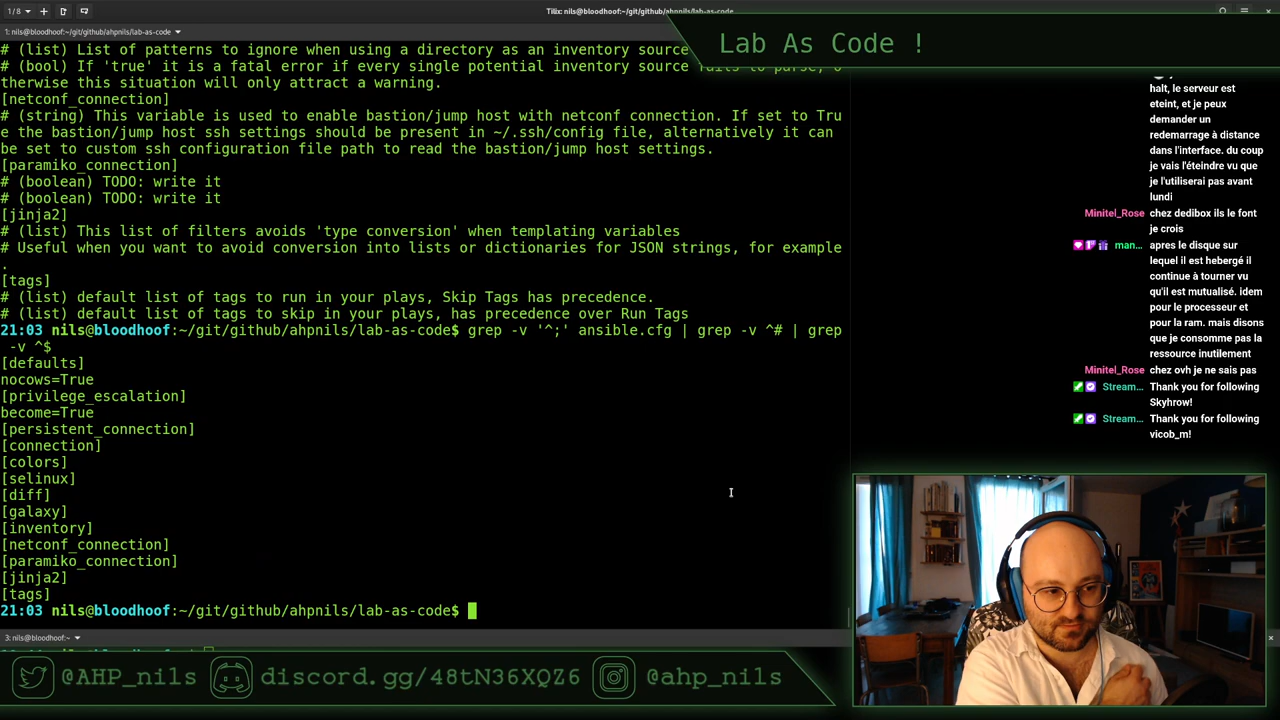 1 / 8
Tilix: nils@bloodhoof:~/git/github/ahpnils/lab-as-code
1: nils@bloodhoof:~/git/github/ahpnils/lab-as-code
Lab As Code !
# (list) List of patterns to ignore when using a directory as an inventory source
# (bool) If 'true' it is a fatal error if every single potential inventory source fails to parse, o
therwise this situation will only attract a warning.
[netconf_connection]
# (string) This variable is used to enable bastion/jump host with netconf connection. If set to Tru
e the bastion/jump host ssh settings should be present in ~/.ssh/config file, alternatively it can
be set to custom ssh configuration file path to read the bastion/jump host settings.
[paramiko_connection]
# (boolean) TODO: write it
# (boolean) TODO: write it
[jinja2]
# (list) This list of filters avoids 'type conversion' when templating variables
# Useful when you want to avoid conversion into lists or dictionaries for JSON strings, for example
.
[tags]
# (list) default list of tags to run in your plays, Skip Tags has precedence.
# (list) default list of tags to skip in your plays, has precedence over Run Tags
21:03 nils@bloodhoof:~/git/github/ahpnils/lab-as-code$ grep -v '^;' ansible.cfg | grep -v ^# | grep
-v ^$
[defaults]
nocows=True
[privilege_escalation]
become=True
[persistent_connection]
[connection]
[colors]
[selinux]
[diff]
[galaxy]
[inventory]
[netconf_connection]
[paramiko_connection]
[jinja2]
[tags]
21:03 nils@bloodhoof:~/git/github/ahpnils/lab-as-code$
3: nils@bloodhoof:~
halt, le serveur est
eteint, et je peux
demander un
redemarrage à distance
dans l'interface. du coup
je vais l'éteindre vu que
je l'utiliserai pas avant
lundi
Minitel_Rose chez dedibox ils le font
je crois
man... apres le disque sur
lequel il est hebergé il
continue à tourner vu
qu'il est mutualisé. idem
pour le processeur et
pour la ram. mais disons
que je consomme pas la
ressource inutilement
Minitel_Rose chez ovh je ne sais pas
Stream... Thank you for following
Skyhrow!
Stream... Thank you for following
vicob_m!
@AHP_nils discord.gg/48tN36XQZ6 @ahp_nils